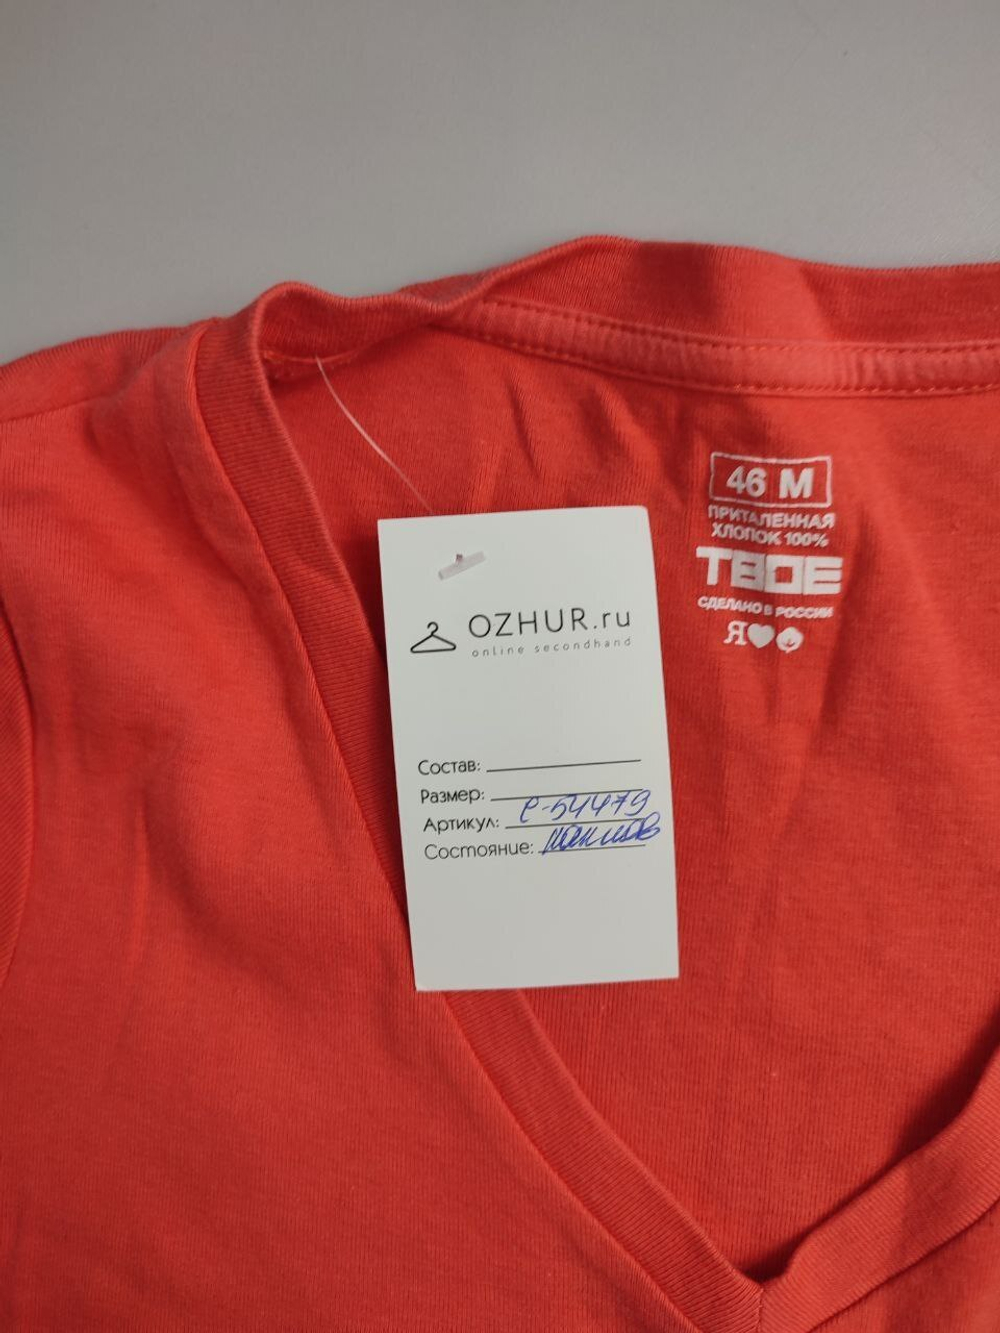 46 M
ПРИТАЛЕННАЯ
ХЛОПОК 100%
ТВОЕ
СДЕЛАНО В РОССИИ
Я
OZHUR.ru
online secondhand
Состав:
Размер:
Артикул: е-54479
Состояние: